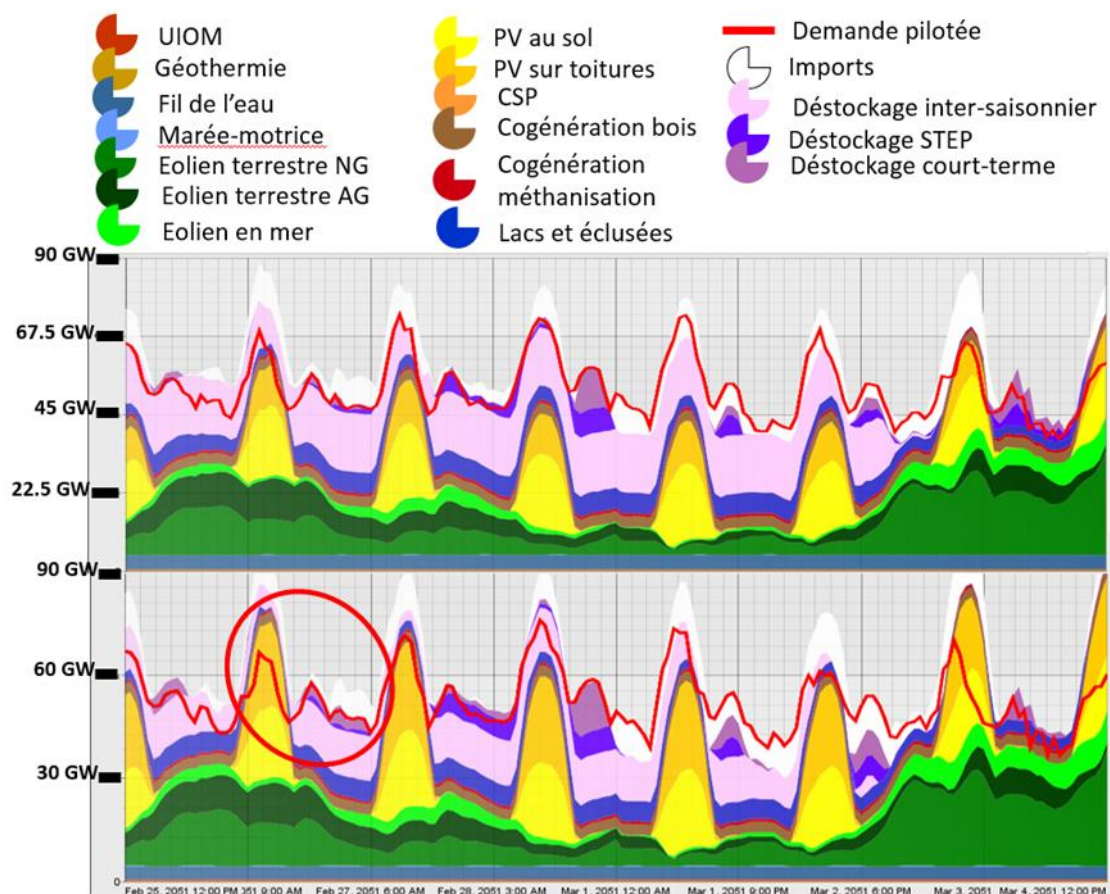 UIOM
Géothermie
Fil de l'eau
Marée-motrice
Eolien terrestre NG
Eolien terrestre AG
Eolien en mer
PV au sol
PV sur toitures
CSP
Cogénération bois
Cogénération
méthanisation
Lacs et éclusées
Demande pilotée
Imports
Déstockage inter-saisonnier
Déstockage STEP
Déstockage court-terme
90 GW
67.5 GW
45 GW
22.5 GW
90 GW
60 GW
30 GW
0
Feb 25, 2051 12:00 PM 051 9:00 AM Feb 27, 2051 6:00 AM Feb 28, 2051 3:00 AM Mar 1, 2051 12:00 AM Mar 1, 2051 9:00 PM Mar 2, 2051 6:00 PM Mar 3, 2051 Mar 4, 2051 12:00 PM